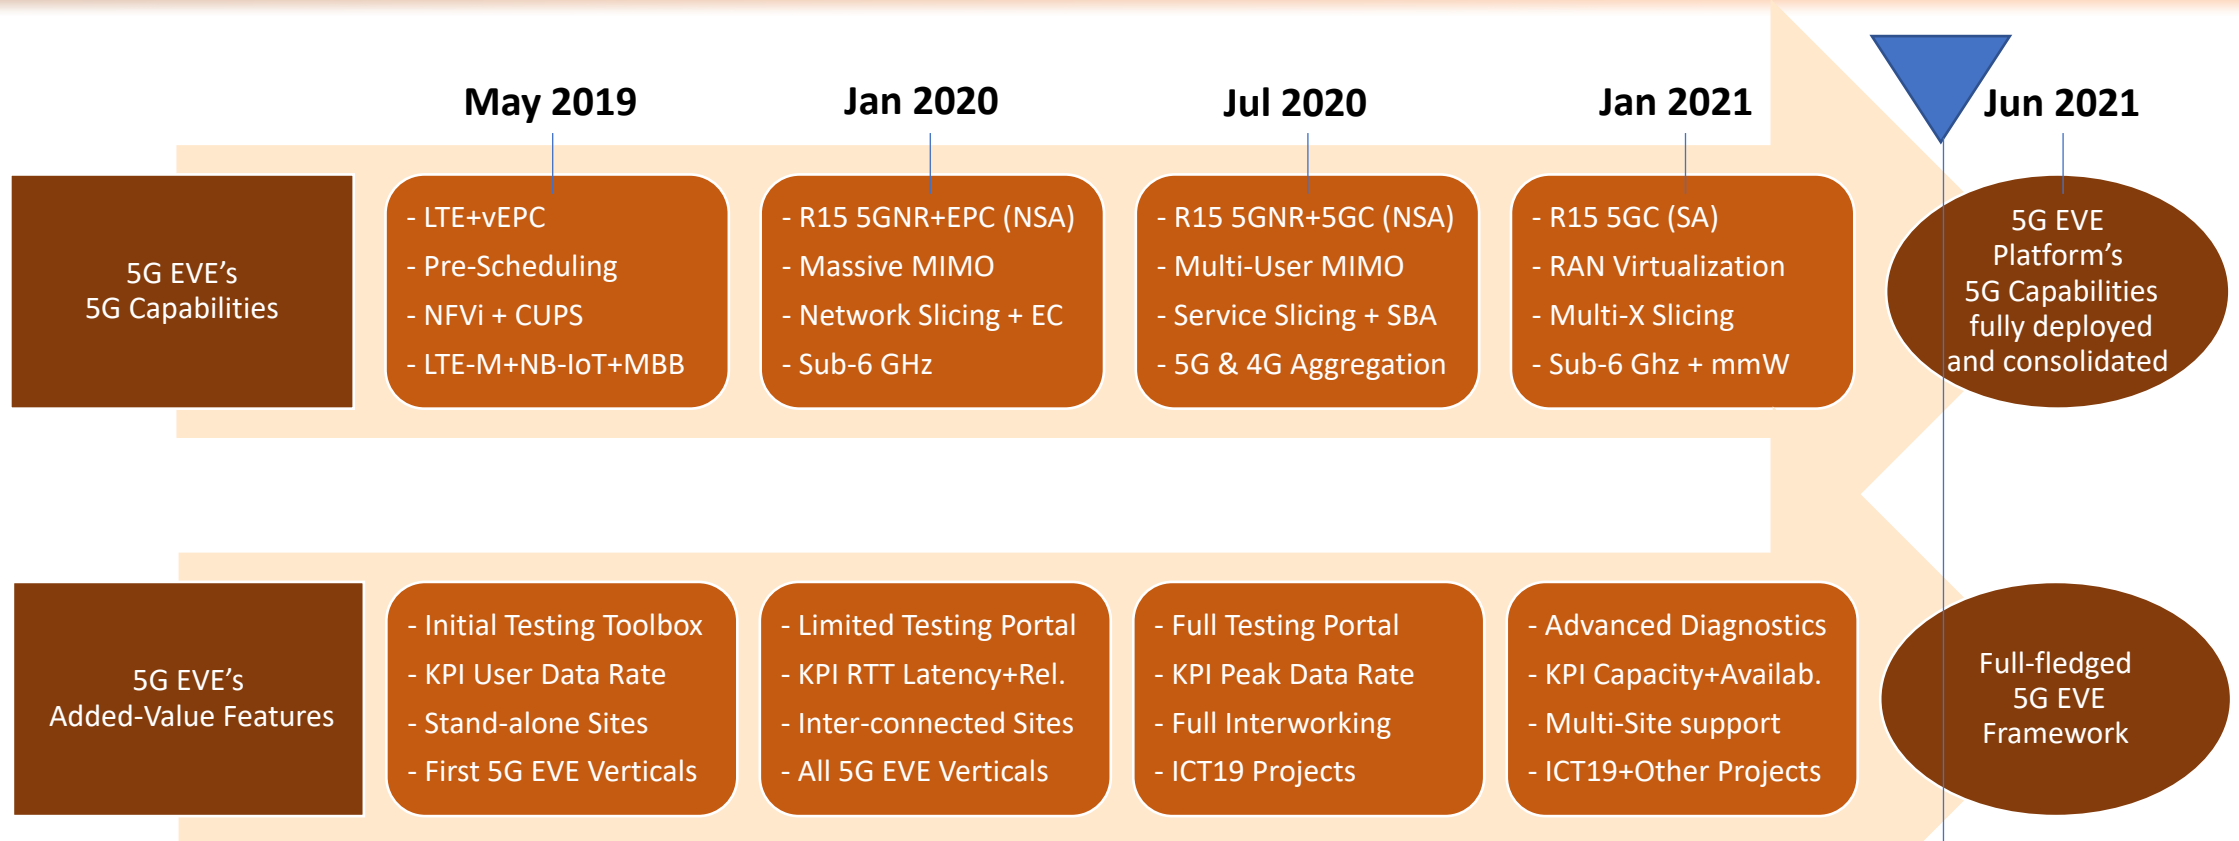 May 2019
Jan 2020
Jul 2020
Jan 2021
Jun 2021
5G EVE’s
5G Capabilities
- LTE+vEPC
- Pre-Scheduling
- NFVi + CUPS
- LTE-M+NB-IoT+MBB
- R15 5GNR+EPC (NSA)
- Massive MIMO
- Network Slicing + EC
- Sub-6 GHz
- R15 5GNR+5GC (NSA)
- Multi-User MIMO
- Service Slicing + SBA
- 5G & 4G Aggregation
- R15 5GC (SA)
- RAN Virtualization
- Multi-X Slicing
- Sub-6 Ghz + mmW
5G EVE
Platform’s
5G Capabilities
fully deployed
and consolidated
5G EVE’s
Added-Value Features
- Initial Testing Toolbox
- KPI User Data Rate
- Stand-alone Sites
- First 5G EVE Verticals
- Limited Testing Portal
- KPI RTT Latency+Rel.
- Inter-connected Sites
- All 5G EVE Verticals
- Full Testing Portal
- KPI Peak Data Rate
- Full Interworking
- ICT19 Projects
- Advanced Diagnostics
- KPI Capacity+Availab.
- Multi-Site support
- ICT19+Other Projects
Full-fledged
5G EVE
Framework